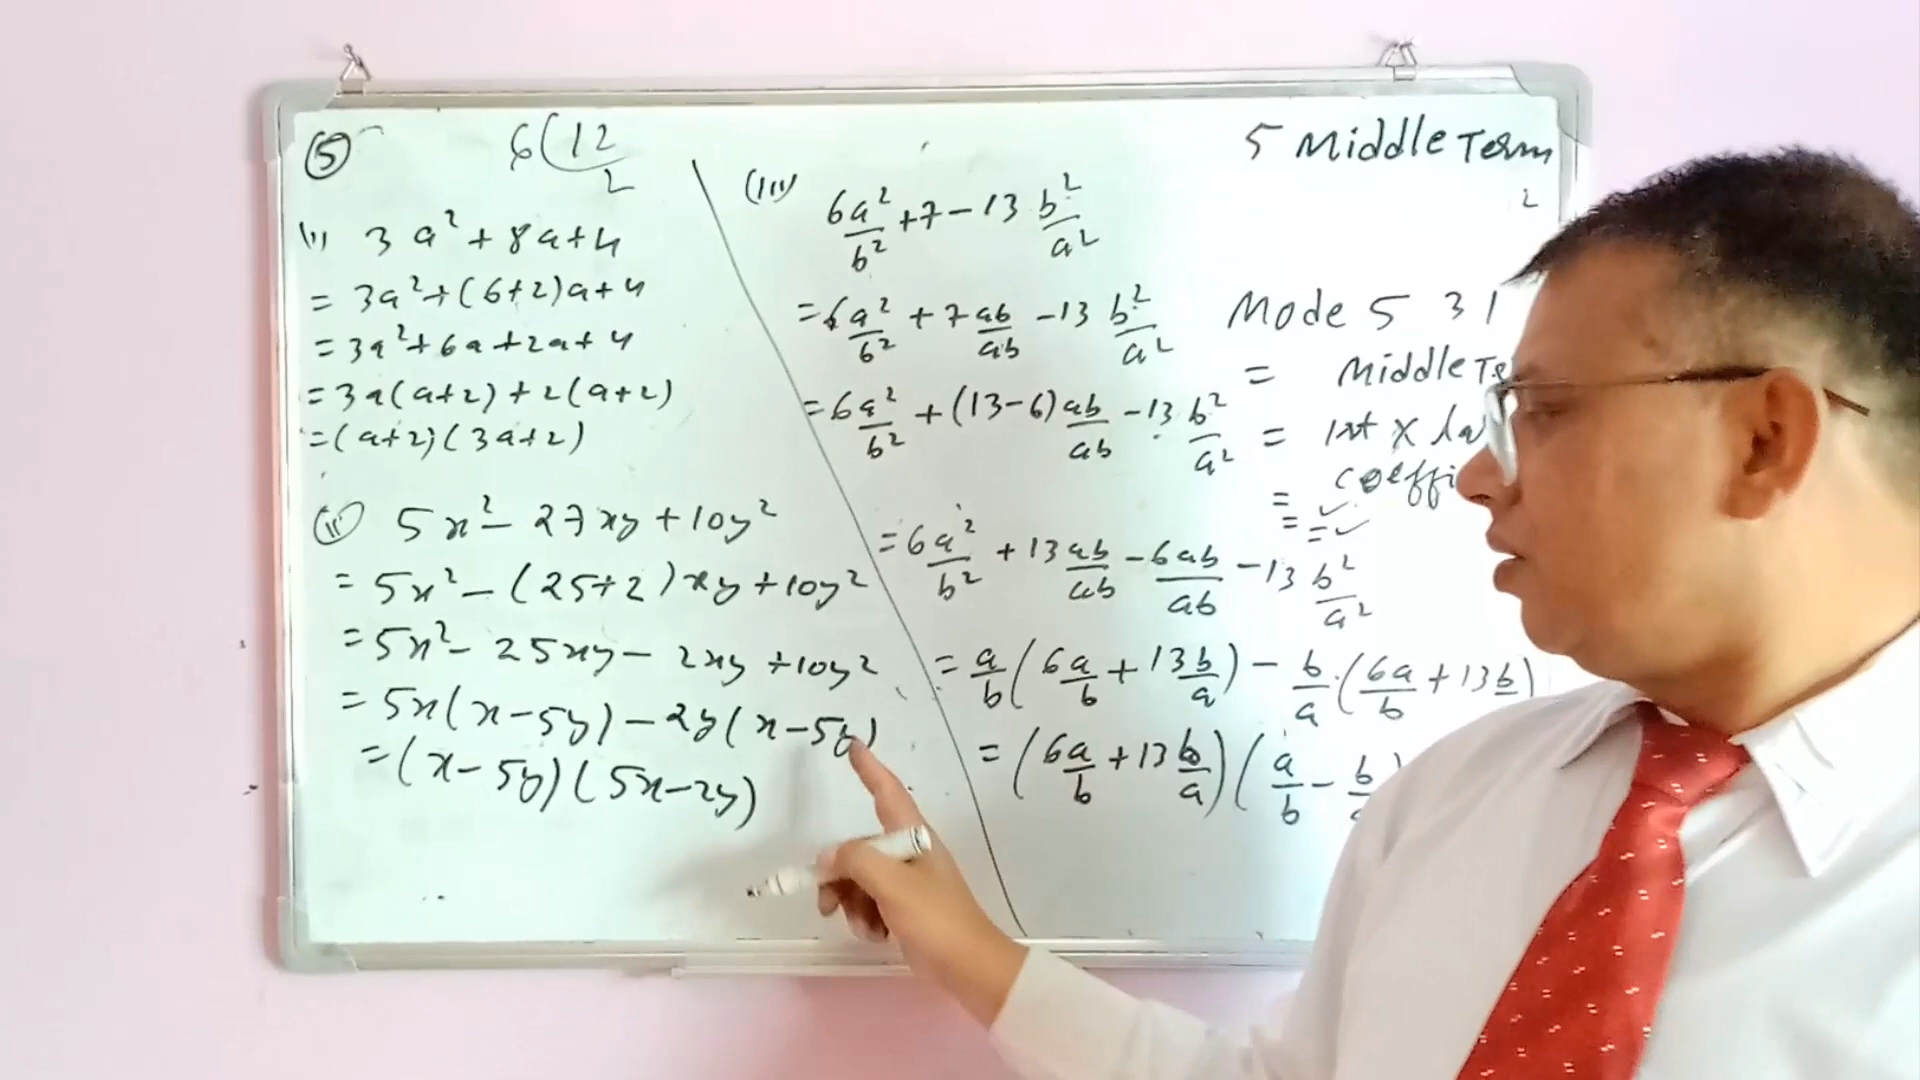 (5)
6(12
2
(i) 3a² + 8a + 4
= 3a² + (6+2)a + 4
= 3a² + 6a + 2a + 4
= 3a(a+2) + 2(a+2)
= (a+2)(3a+2)
(ii) 5x² - 27xy + 10y²
= 5x² - (25+2)xy + 10y²
= 5x² - 25xy - 2xy + 10y²
= 5x(x-5y) - 2y(x-5y)
= (x-5y)(5x-2y)
(iii) 6a²/b² + 7 - 13 b²/a²
= 6a²/b² + 7ab/ab - 13 b²/a²
= 6a²/b² + (13-6)ab/ab - 13 b²/a²
= 6a²/b² + 13ab/ab - 6ab/ab - 13 b²/a²
= a/b(6a/b + 13b/a) - b/a(6a/b + 13b)
= (6a/b + 13b/a)(a/b - b
5 Middle Term
2
Mode 5 3 1
= Middle Te
= 1st X la
coeffi
= ✓
= = ✓